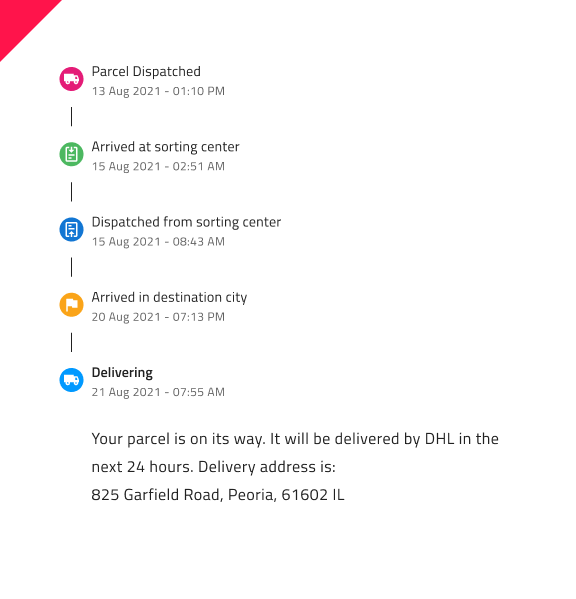 Parcel Dispatched
13 Aug 2021 - 01:10 PM
Arrived at sorting center
15 Aug 2021 - 02:51 AM
Dispatched from sorting center
15 Aug 2021 - 08:43 AM
Arrived in destination city
20 Aug 2021 - 07:13 PM
Delivering
21 Aug 2021 - 07:55 AM
Your parcel is on its way. It will be delivered by DHL in the
next 24 hours. Delivery address is:
825 Garfield Road, Peoria, 61602 IL